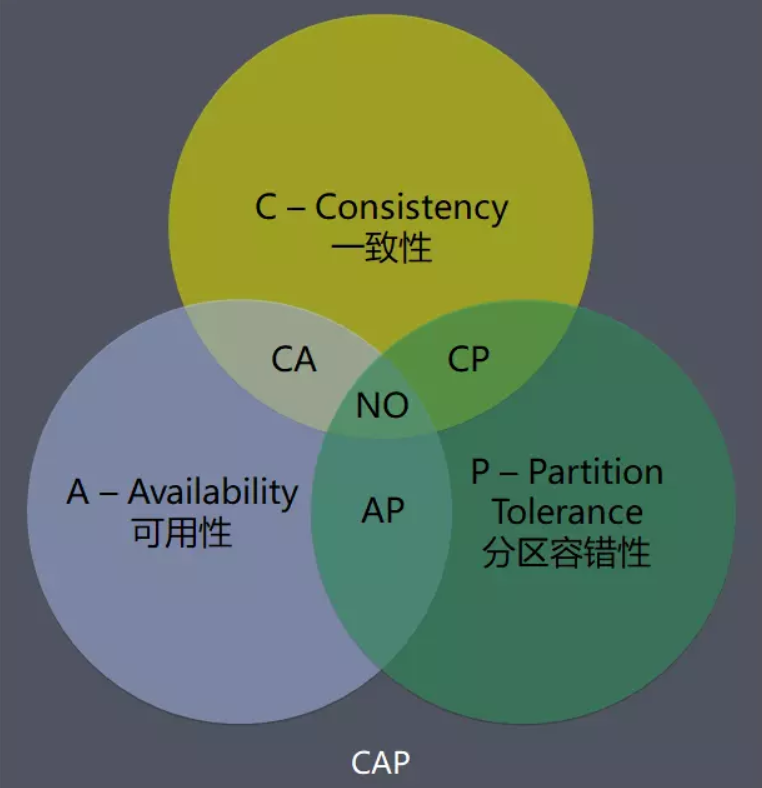 C – Consistency
一致性
CA
CP
NO
A – Availability
可用性
AP
P – Partition
Tolerance
分区容错性
CAP